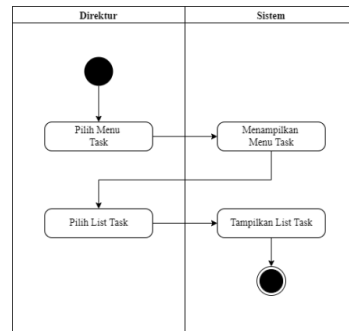 Direktur
Sistem
Pilih Menu
Task
Menampilkan
Menu Task
Pilih List Task
Tampilkan List Task